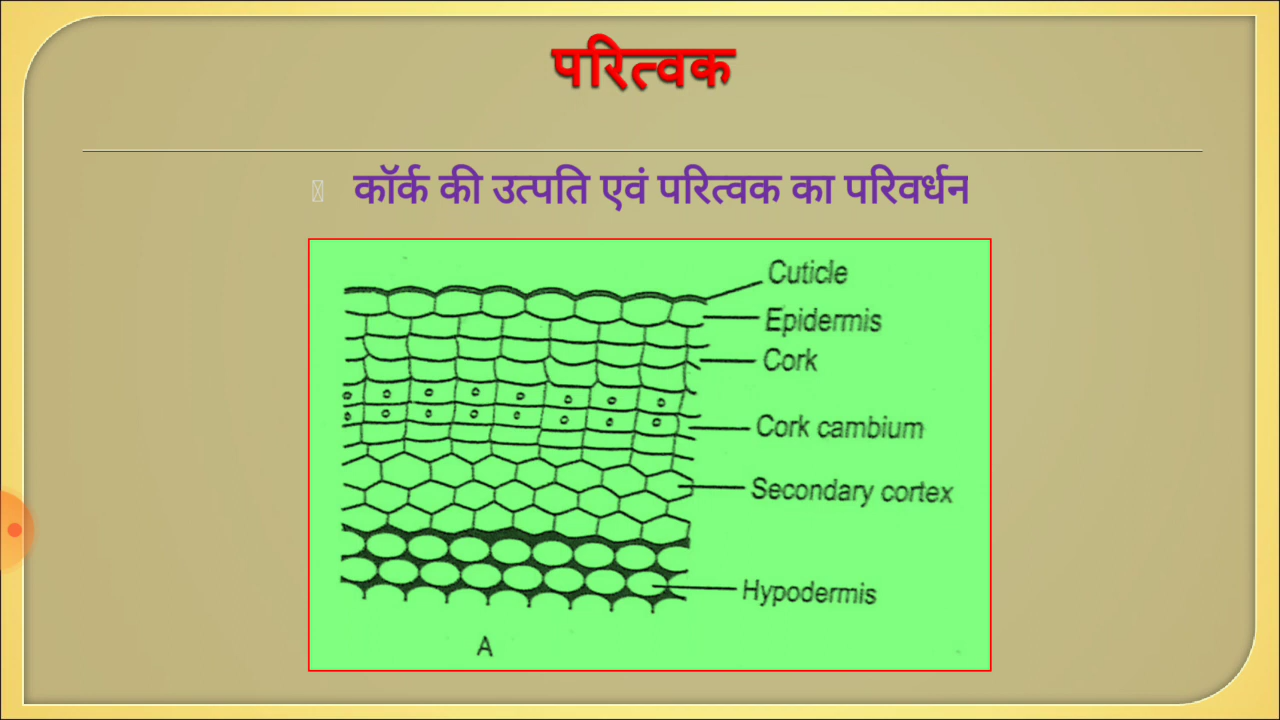 परित्वक
कॉर्क की उत्पति एवं परित्वक का परिवर्धन
Cuticle
Epidermis
Cork
Cork cambium
Secondary cortex
Hypodermis
A